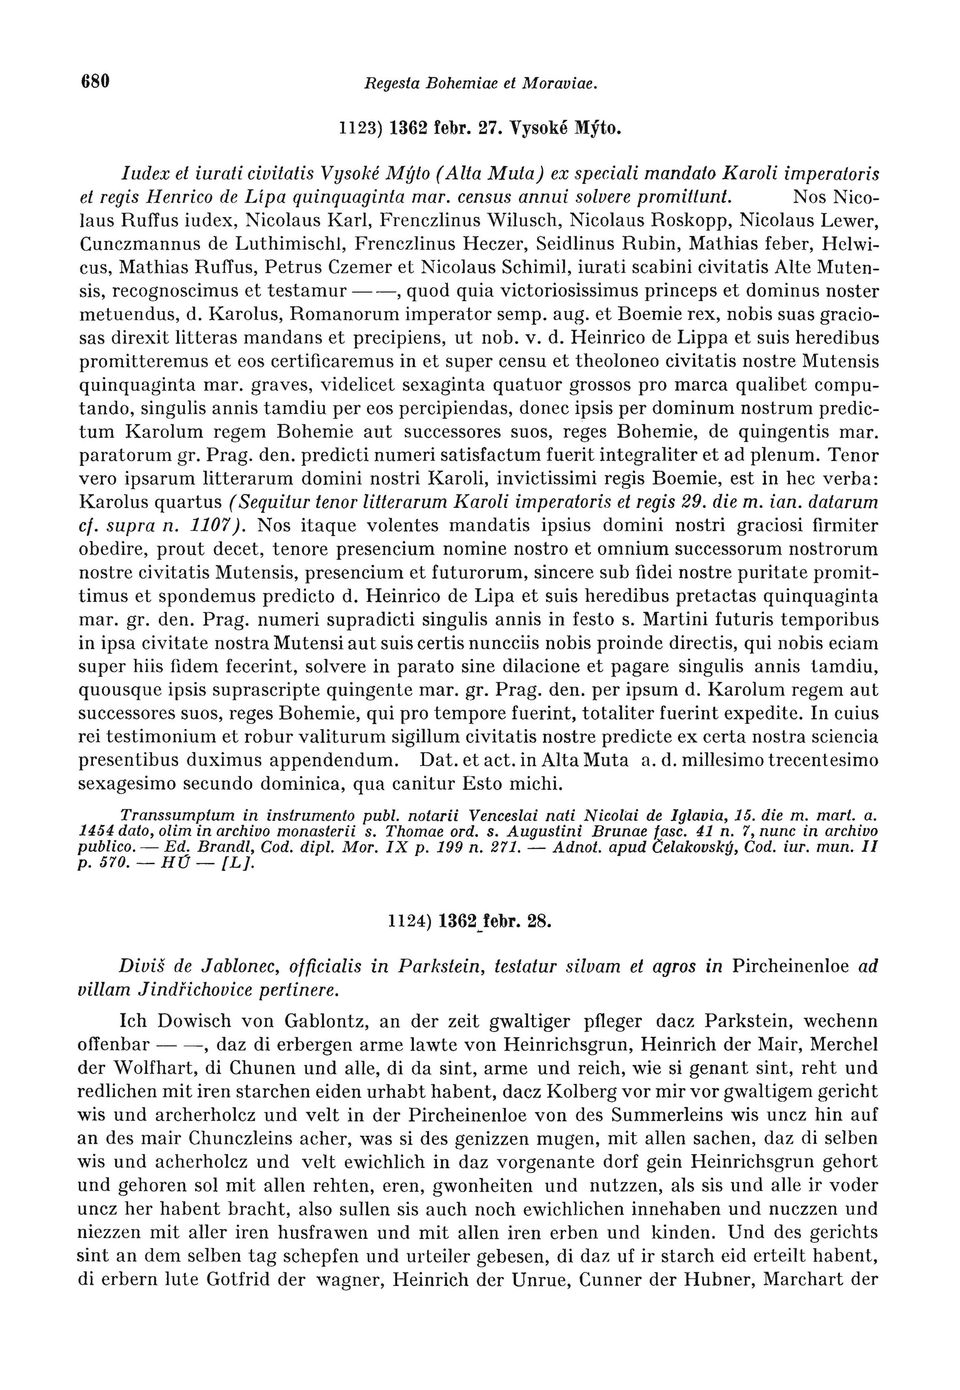 680 Regesta Bohemiae et Moraviae.
1123) 1362 febr. 27. Vysoké Mýto.
Iudex et iurati civitatis Vysoké Mýto (Alta Muta) ex speciali mandato Karoli imperatoris
et regis Henrico de Lípa quinquaginta mar. census annui solvere promittunt. Nos Nico-
laus Ruffus iudex, Nicolaus Karl, Frenczlinus Wilusch, Nicolaus Roskopp, Nicolaus Lewer,
Cunczmannus de Luthimischl, Frenczlinus Heczer, Seidlinus Rubin, Mathias feber, Helwi-
cus, Mathias Ruffus, Petrus Czemer et Nicolaus Schimil, iurati scabini civitatis Alte Muten-
sis, recognoscimus et testamur — —, quod quia victoriosissimus princeps et dominus noster
metuendus, d. Karolus, Romanorum imperator semp. aug. et Boemie rex, nobis suas gracio-
sas direxit litteras mandans et precipiens, ut nob. v. d. Heinrico de Lippa et suis heredibus
promitteremus et eos certificaremus in et super censu et theoloneo civitatis nostre Mutensis
quinquaginta mar. graves, videlicet sexaginta quatuor grossos pro marca qualibet compu-
tando, singulis annis tamdiu per eos percipiendas, donec ipsis per dominum nostrum predic-
tum Karolum regem Bohemie aut successores suos, reges Bohemie, de quingentis mar.
paratorum gr. Prag. den. predicti numeri satisfactum fuerit integraliter et ad plenum. Tenor
vero ipsarum litterarum domini nostri Karoli, invictissimi regis Boemie, est in hec verba:
Karolus quartus (Sequitur tenor litterarum Karoli imperatoris et regis 29. die m. ian. datarum
cf. supra n. 1107). Nos itaque volentes mandatis ipsius domini nostri graciosi firmiter
obedire, prout decet, tenore presencium nomine nostro et omnium successorum nostrorum
nostre civitatis Mutensis, presencium et futurorum, sincere sub fidei nostre puritate promit-
timus et spondemus predicto d. Heinrico de Lipa et suis heredibus pretactas quinquaginta
mar. gr. den. Prag. numeri supradicti singulis annis in festo s. Martini futuris temporibus
in ipsa civitate nostra Mutensi aut suis certis nuncciis nobis proinde directis, qui nobis eciam
super hiis fidem fecerint, solvere in parato sine dilacione et pagare singulis annis tamdiu,
quousque ipsis suprascripte quingente mar. gr. Prag. den. per ipsum d. Karolum regem aut
successores suos, reges Bohemie, qui pro tempore fuerint, totaliter fuerint expedite. In cuius
rei testimonium et robur valiturum sigillum civitatis nostre predicte ex certa nostra sciencia
presentibus duximus appendendum. Dat. et act. in Alta Muta a. d. millesimo trecentesimo
sexagesimo secundo dominica, qua canitur Esto michi.
Transsumptum in instrumento publ. notarii Venceslai nati Nicolai de Iglavia, 15. die m. mart. a.
1454 dato, olim in archivo monasterii s. Thomae ord. s. Augustini Brunae fasc. 41 n. 7, nunc in archivo
publico. — Ed. Brandl, Cod. dipl. Mor. IX p. 199 n. 271. — Adnot. apud Čelakovský, Cod. iur. mun. II
p. 570. — HÚ — [L].
1124) 1362 febr. 28.
Diviš de Jablonec, officialis in Parkstein, testatur silvam et agros in Pircheinenloe ad
villam Jindřichovice pertinere.
Ich Dowisch von Gablontz, an der zeit gwaltiger pfleger dacz Parkstein, wechenn
offenbar — —, daz di erbergen arme lawte von Heinrichsgrun, Heinrich der Mair, Merchel
der Wolfhart, di Chunen und alle, di da sint, arme und reich, wie si genant sint, reht und
redlichen mit iren starchen eiden urhabt habent, dacz Kolberg vor mir vor gwaltigem gericht
wis und archerholcz und velt in der Pircheinenloe von des Summerleins wis uncz hin auf
an des mair Chunczleins acher, was si des genizzen mugen, mit allen sachen, daz di selben
wis und acherholcz und velt ewichlich in daz vorgenante dorf gein Heinrichsgrun gehort
und gehoren sol mit allen rehten, eren, gwonheiten und nutzzen, als sis und alle ir voder
uncz her habent bracht, also sullen sis auch noch ewichlichen innehaben und nuczzen und
niezzen mit aller iren husfrawen und mit allen iren erben und kinden. Und des gerichts
sint an dem selben tag schepfen und urteiler gebesen, di daz uf ir starch eid erteilt habent,
di erbern lute Gotfrid der wagner, Heinrich der Unrue, Cunner der Hubner, Marchart der